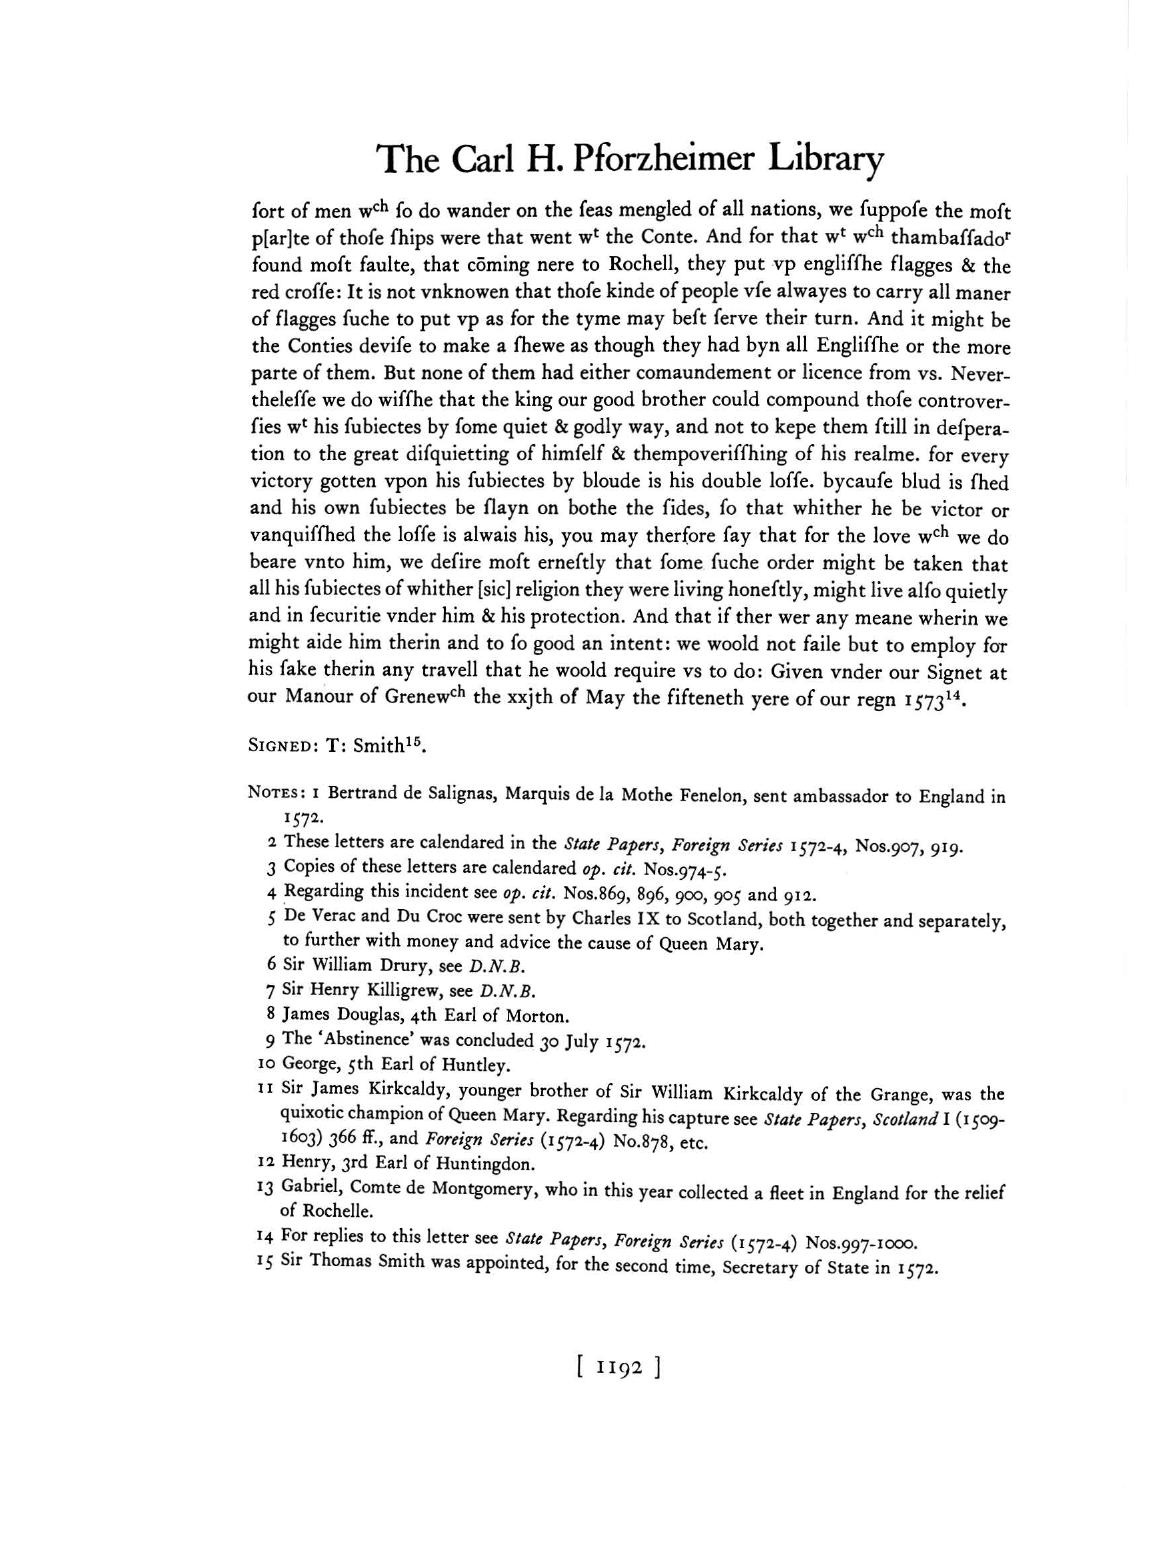 The Carl H. Pforzheimer Library
ſort of men wch ſo do wander on the ſeas mengled of all nations, we ſuppoſe the moſt
p[ar]te of thoſe ſhips were that went wt the Conte. And for that wt wch thambaſſador
found moſt faulte, that cōming nere to Rochell, they put vp engliſſhe flagges & the
red croſſe: It is not vnknowen that thoſe kinde of people vſe alwayes to carry all maner
of flagges ſuche to put vp as for the tyme may beſt ſerve their turn. And it might be
the Conties deviſe to make a ſhewe as though they had byn all Engliſſhe or the more
parte of them. But none of them had either comaundement or licence from vs. Never-
theleſſe we do wiſſhe that the king our good brother could compound thoſe controver-
ſies wt his ſubiectes by ſome quiet & godly way, and not to kepe them ſtill in deſpera-
tion to the great diſquietting of himſelf & thempoveriſſhing of his realme. for every
victory gotten vpon his ſubiectes by bloude is his double loſſe. bycauſe blud is ſhed
and his own ſubiectes be ſlayn on bothe the ſides, ſo that whither he be victor or
vanquiſſhed the loſſe is alwais his, you may therfore ſay that for the love wch we do
beare vnto him, we deſire moſt erneſtly that ſome ſuche order might be taken that
all his ſubiectes of whither [sic] religion they were living honeſtly, might live alſo quietly
and in ſecuritie vnder him & his protection. And that if ther wer any meane wherin we
might aide him therin and to ſo good an intent: we woold not faile but to employ for
his ſake therin any travell that he woold require vs to do: Given vnder our Signet at
our Manour of Grenewch the xxjth of May the fifteneth yere of our regn 1573¹⁴.
SIGNED: T: Smith¹⁵.
NOTES: 1 Bertrand de Salignas, Marquis de la Mothe Fenelon, sent ambassador to England in
1572.
2 These letters are calendared in the State Papers, Foreign Series 1572-4, Nos.907, 919.
3 Copies of these letters are calendared op. cit. Nos.974-5.
4 Regarding this incident see op. cit. Nos.869, 896, 900, 905 and 912.
5 De Verac and Du Croc were sent by Charles IX to Scotland, both together and separately,
to further with money and advice the cause of Queen Mary.
6 Sir William Drury, see D.N.B.
7 Sir Henry Killigrew, see D.N.B.
8 James Douglas, 4th Earl of Morton.
9 The ‘Abstinence’ was concluded 30 July 1572.
10 George, 5th Earl of Huntley.
11 Sir James Kirkcaldy, younger brother of Sir William Kirkcaldy of the Grange, was the
quixotic champion of Queen Mary. Regarding his capture see State Papers, Scotland I (1509-
1603) 366 ff., and Foreign Series (1572-4) No.878, etc.
12 Henry, 3rd Earl of Huntingdon.
13 Gabriel, Comte de Montgomery, who in this year collected a fleet in England for the relief
of Rochelle.
14 For replies to this letter see State Papers, Foreign Series (1572-4) Nos.997-1000.
15 Sir Thomas Smith was appointed, for the second time, Secretary of State in 1572.
[ 1192 ]